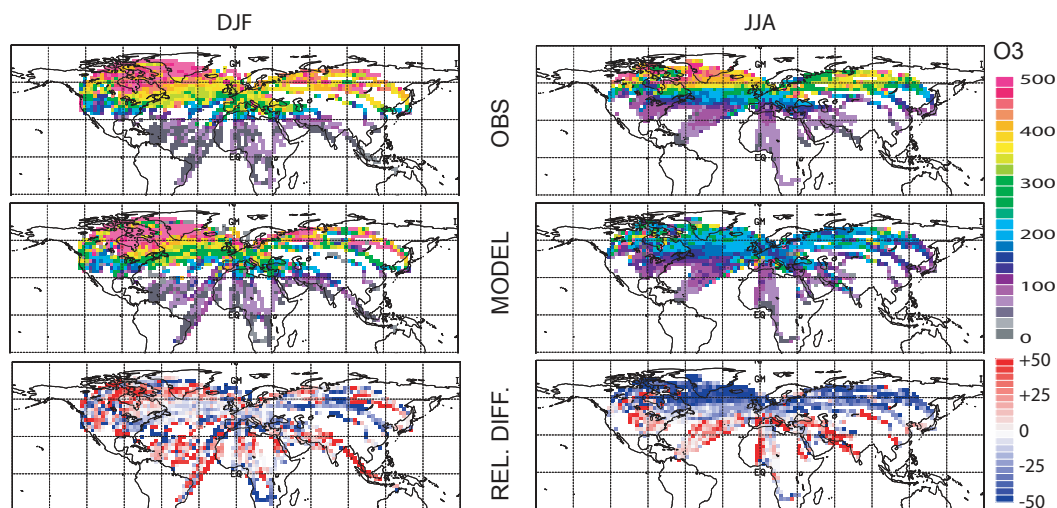 DJF
JJA
O3
GM
EQ
OBS
GM
EQ
500
400
300
200
100
0
GM
EQ
MODEL
GM
EQ
GM
EQ
REL. DIFF.
GM
EQ
+50
+25
0
-25
-50